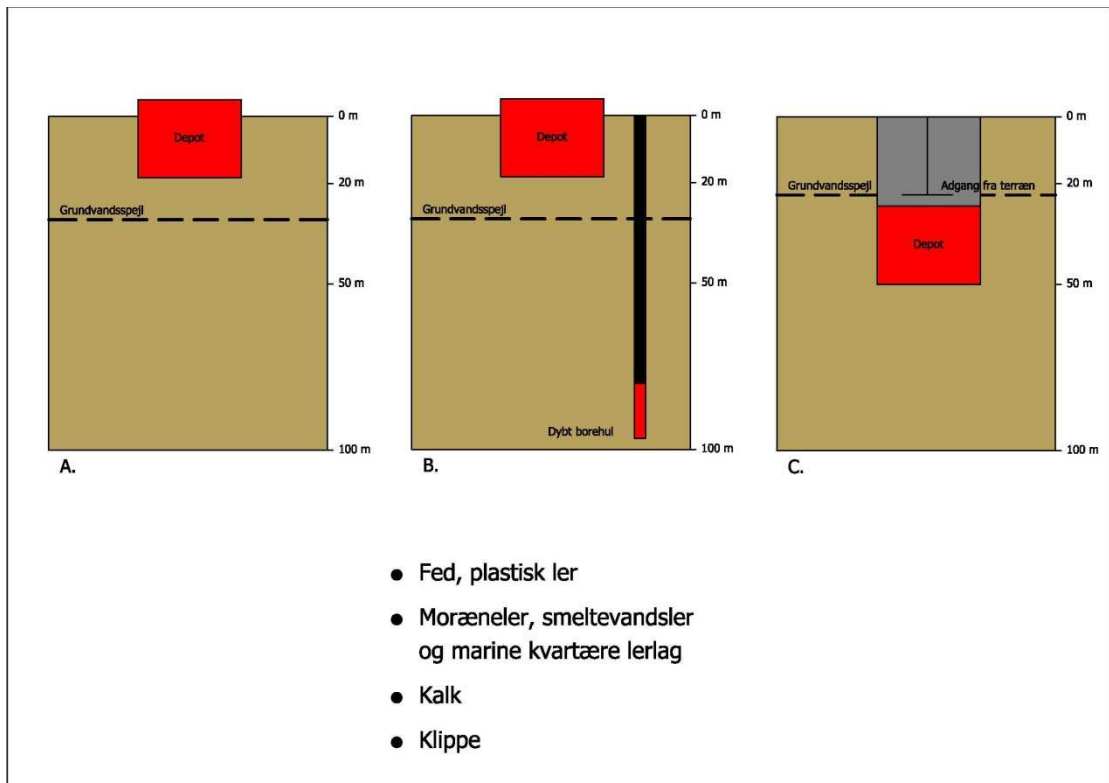 Depot
0 m
20 m
Grundvandsspejl
50 m
100 m
A.
Depot
0 m
20 m
Grundvandsspejl
50 m
Dybt borehul
100 m
B.
0 m
Grundvandsspejl
Adgang fra terræn
20 m
Depot
50 m
100 m
C.
● Fed, plastisk ler
● Moræneler, smeltevandsler
og marine kvartære lerlag
● Kalk
● Klippe